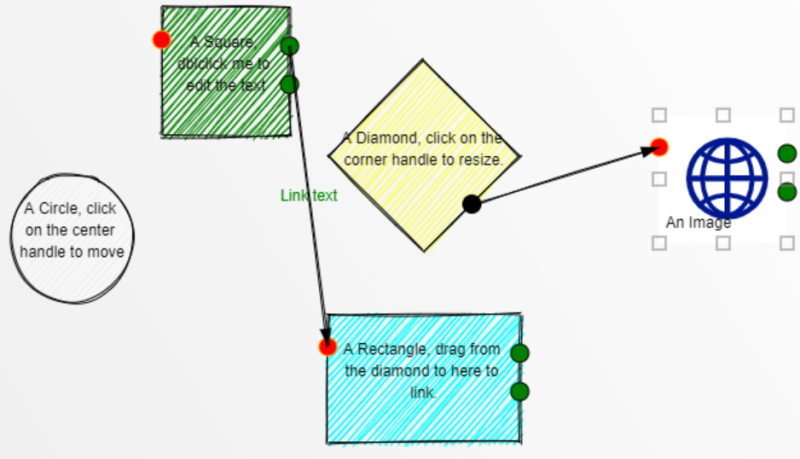 A Square,
dblclick me to
edit the text
A Diamond, click on the
corner handle to resize.
Link text
A Circle, click
on the center
handle to move
An Image
A Rectangle, drag from
the diamond to here to
link.